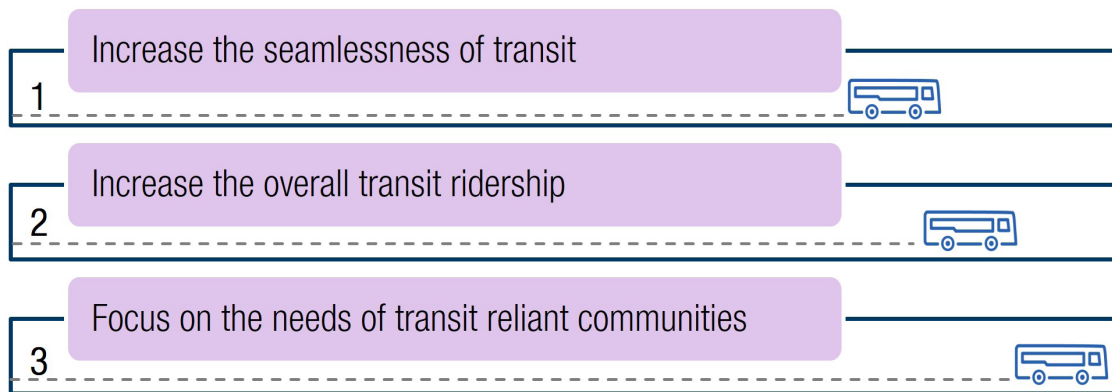 Increase the seamlessness of transit
1
Increase the overall transit ridership
2
Focus on the needs of transit reliant communities
3